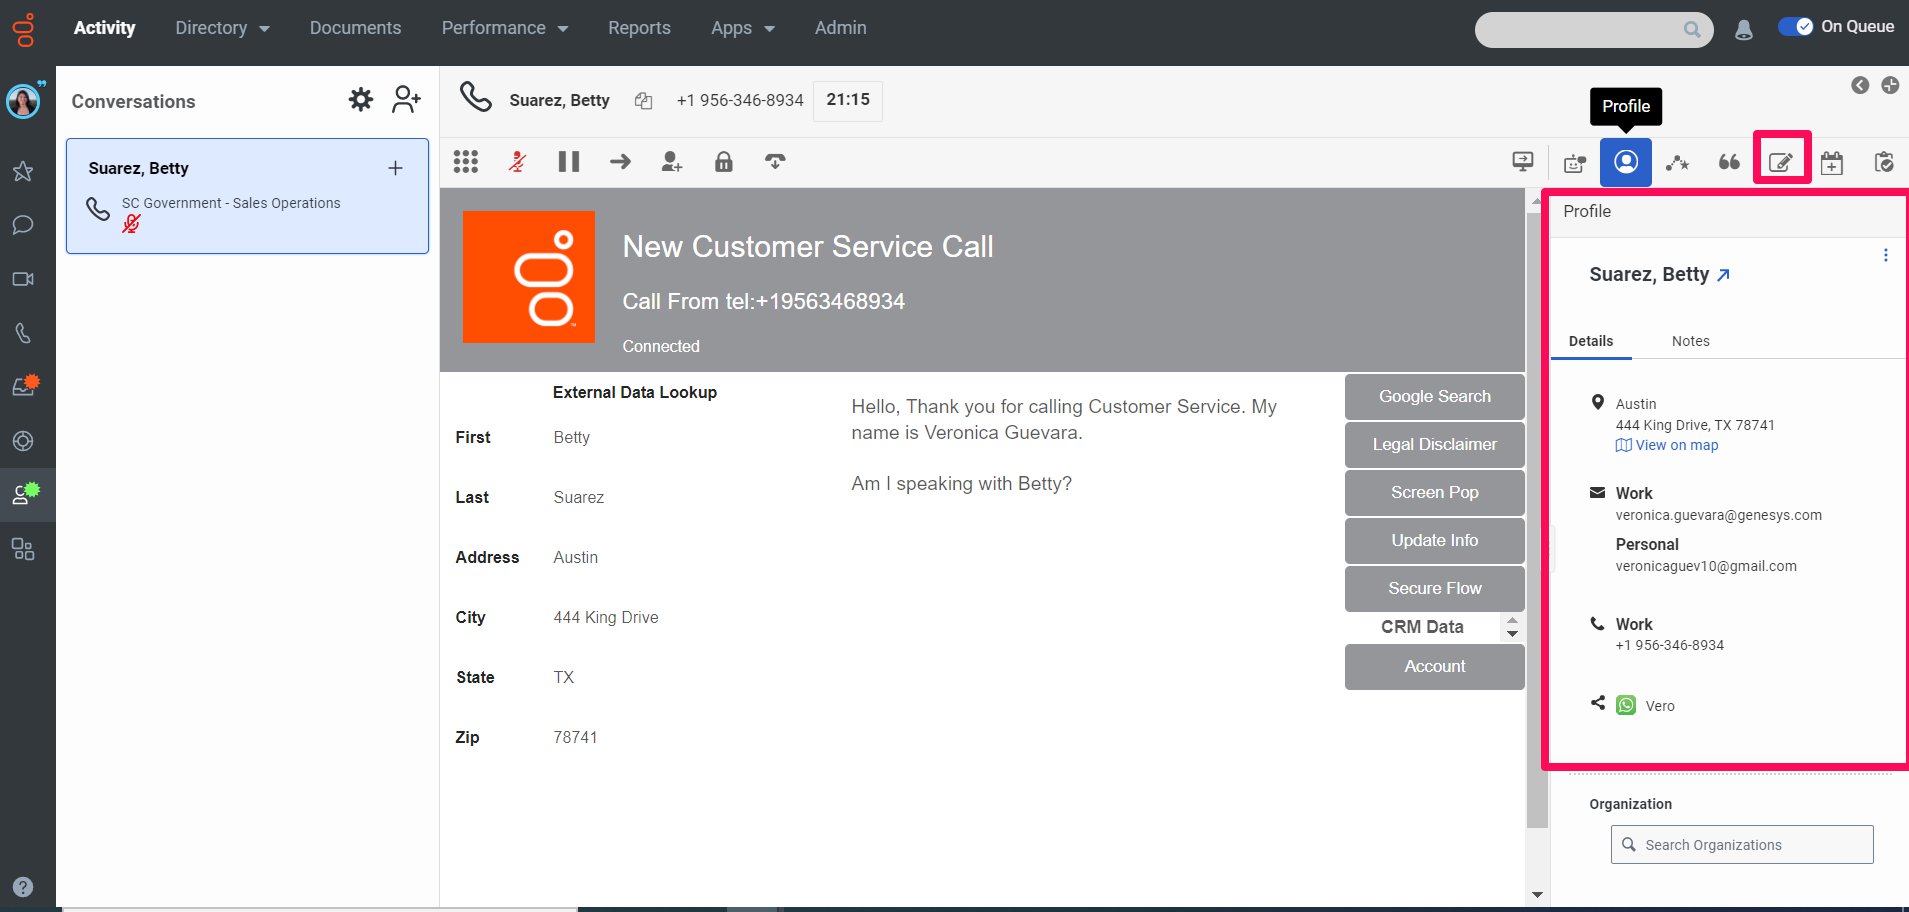 Activity
Directory
Documents
Performance
Reports
Apps
Admin
On Queue
Conversations
Suarez, Betty
+1 956-346-8934
21:15
Profile
Suarez, Betty
SC Government - Sales Operations
New Customer Service Call
Call From tel:+19563468934
Connected
External Data Lookup
First
Betty
Last
Suarez
Address
Austin
City
444 King Drive
State
TX
Zip
78741
Hello, Thank you for calling Customer Service. My
name is Veronica Guevara.
Am I speaking with Betty?
Google Search
Legal Disclaimer
Screen Pop
Update Info
Secure Flow
CRM Data
Account
Profile
Suarez, Betty
Details
Notes
Austin
444 King Drive, TX 78741
View on map
Work
veronica.guevara@genesys.com
Personal
veronicaguev10@gmail.com
Work
+1 956-346-8934
Vero
Organization
Search Organizations